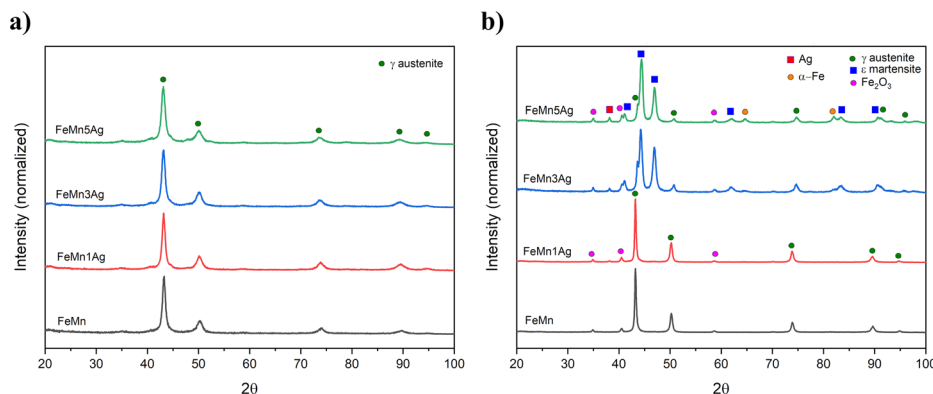 a)
γ austenite
FeMn5Ag
FeMn3Ag
FeMn1Ag
FeMn
Intensity (normalized)
20 30 40 50 60 70 80 90 100
2θ
b)
Ag
α−Fe
γ austenite
ε martensite
Fe2O3
FeMn5Ag
FeMn3Ag
FeMn1Ag
FeMn
Intensity (normalized)
20 30 40 50 60 70 80 90 100
2θ